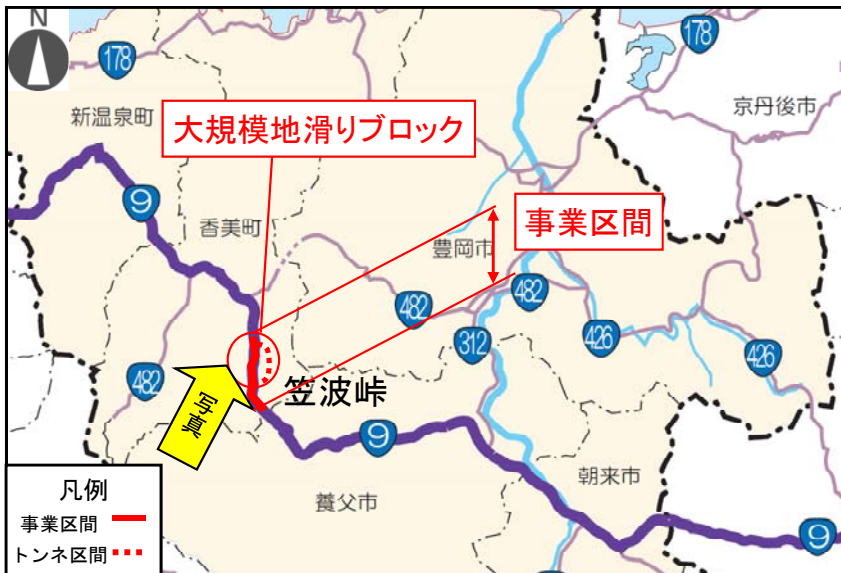 N
178
178
新温泉町
京丹後市
大規模地滑りブロック
9
香美町
事業区間
豊岡市
482
482
312
426
426
482
笠波峠
写真
9
朝来市
養父市
9
凡例
事業区間
トンネ区間